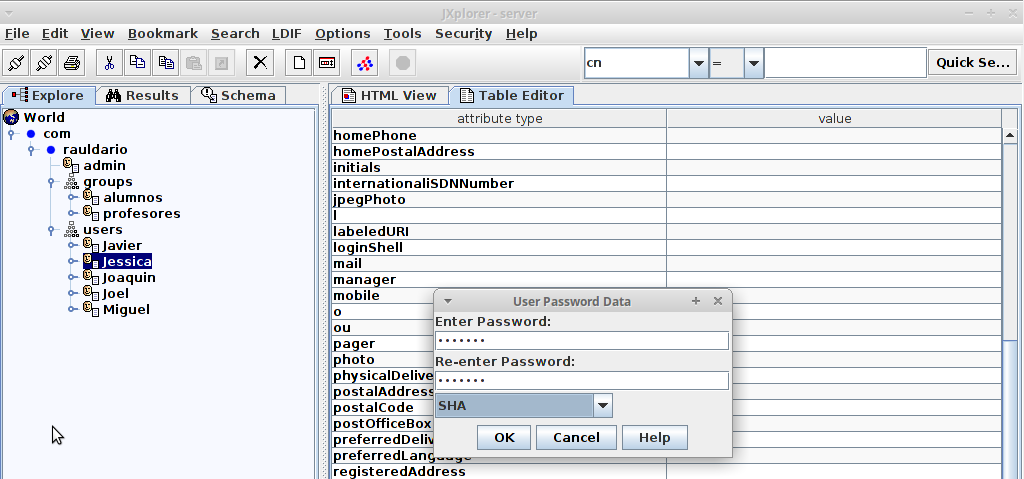 JXplorer - server
File Edit View Bookmark Search LDIF Options Tools Security Help
cn = Quick Se...
Explore Results Schema
HTML View Table Editor
World
com
rauldario
admin
groups
alumnos
profesores
users
Javier
Jessica
Joaquin
Joel
Miguel
attribute type value
homePhone
homePostalAddress
initials
internationaliSDNNumber
jpegPhoto
l
labeledURI
loginShell
mail
manager
mobile
o
ou
pager
photo
physicalDelive
postalAddress
postalCode
postOfficeBox
preferredDeliv
preferredLanguage
registeredAddress
User Password Data
Enter Password:
•••••••
Re-enter Password:
•••••••
SHA
OK Cancel Help